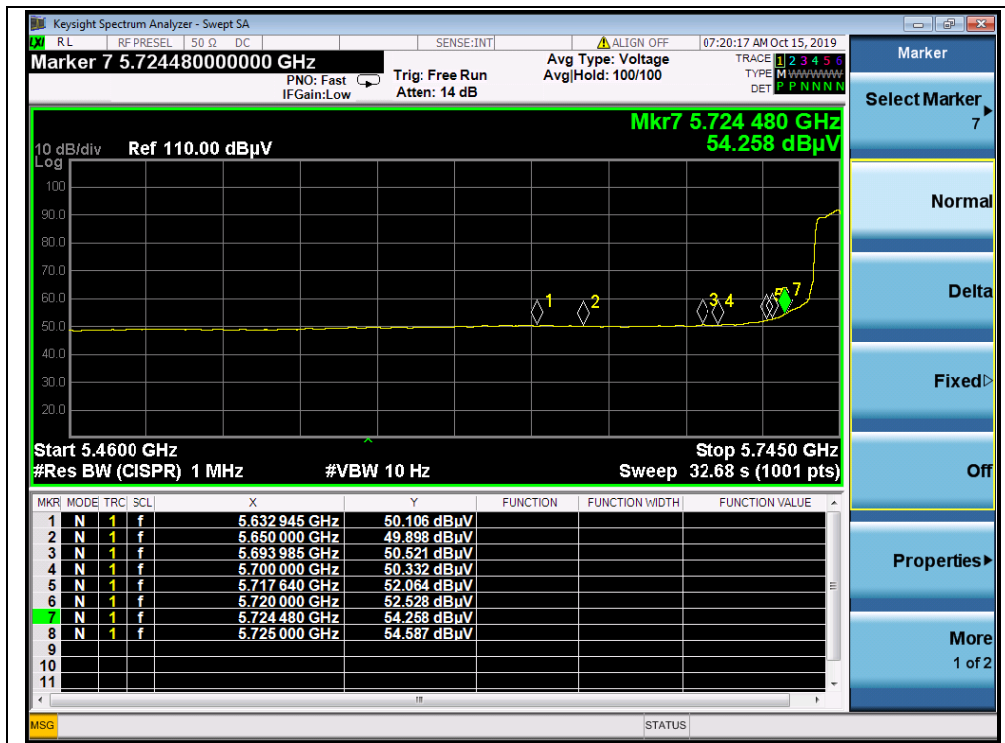 Keysight Spectrum Analyzer - Swept SA
LXI RL RF PRESEL 50 Ω DC SENSE:INT ALIGN OFF 07:20:17 AM Oct 15, 2019
Marker 7 5.724480000000 GHz
PNO: Fast
IFGain:Low
Trig: Free Run
Atten: 14 dB
Avg Type: Voltage
Avg|Hold: 100/100
TRACE 1 2 3 4 5 6
TYPE M W W W W W
DET P P N N N N
Mkr7 5.724 480 GHz
54.258 dBµV
10 dB/div Ref 110.00 dBµV
Log
100
90.0
80.0
70.0
60.0
50.0
40.0
30.0
20.0
1 2 3 4 5 7
Start 5.4600 GHz Stop 5.7450 GHz
#Res BW (CISPR) 1 MHz #VBW 10 Hz Sweep 32.68 s (1001 pts)
MKR MODE TRC SCL X Y FUNCTION FUNCTION WIDTH FUNCTION VALUE
1 N 1 f 5.632 945 GHz 50.106 dBµV
2 N 1 f 5.650 000 GHz 49.898 dBµV
3 N 1 f 5.693 985 GHz 50.521 dBµV
4 N 1 f 5.700 000 GHz 50.332 dBµV
5 N 1 f 5.717 640 GHz 52.064 dBµV
6 N 1 f 5.720 000 GHz 52.528 dBµV
7 N 1 f 5.724 480 GHz 54.258 dBµV
8 N 1 f 5.725 000 GHz 54.587 dBµV
9
10
11
MSG STATUS
Marker
Select Marker
7
Normal
Delta
Fixed
Off
Properties
More
1 of 2